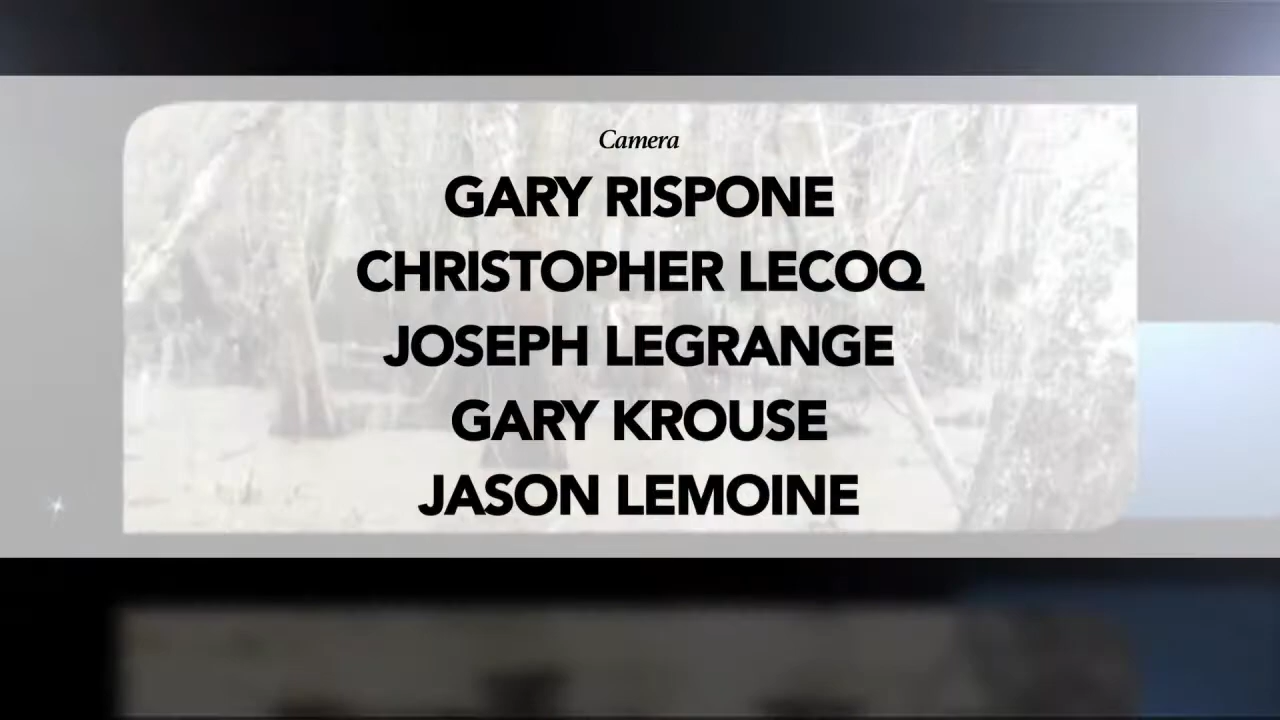 Camera
GARY RISPONE
CHRISTOPHER LECOQ
JOSEPH LEGRANGE
GARY KROUSE
JASON LEMOINE